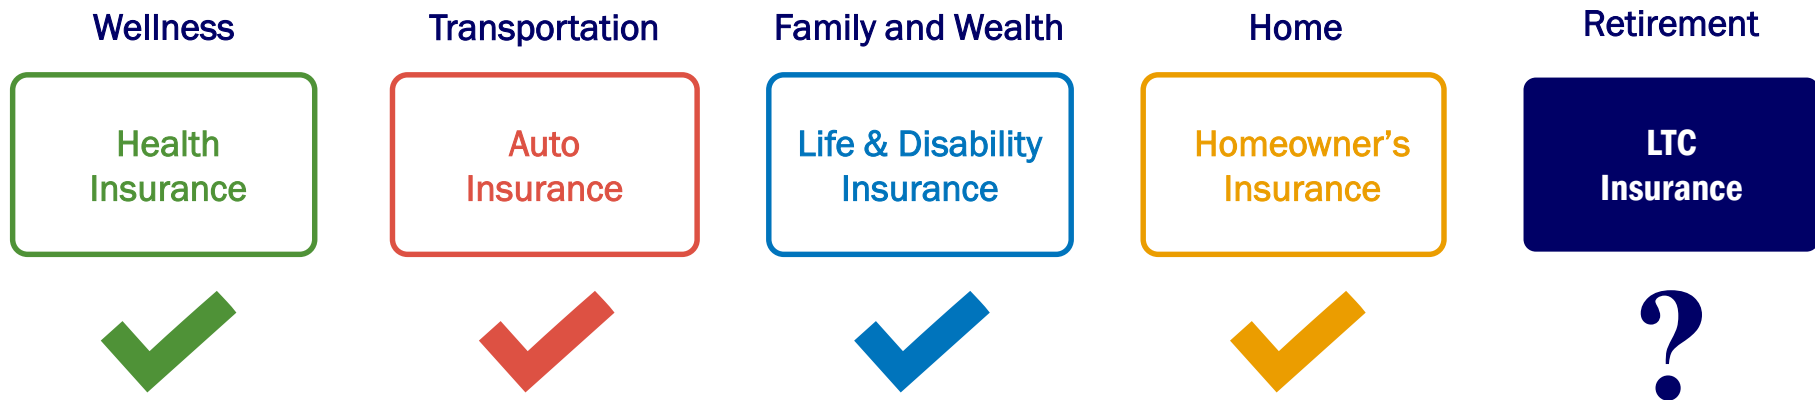 Wellness
Health
Insurance
Transportation
Auto
Insurance
Family and Wealth
Life & Disability
Insurance
Home
Homeowner’s
Insurance
Retirement
LTC
Insurance
?